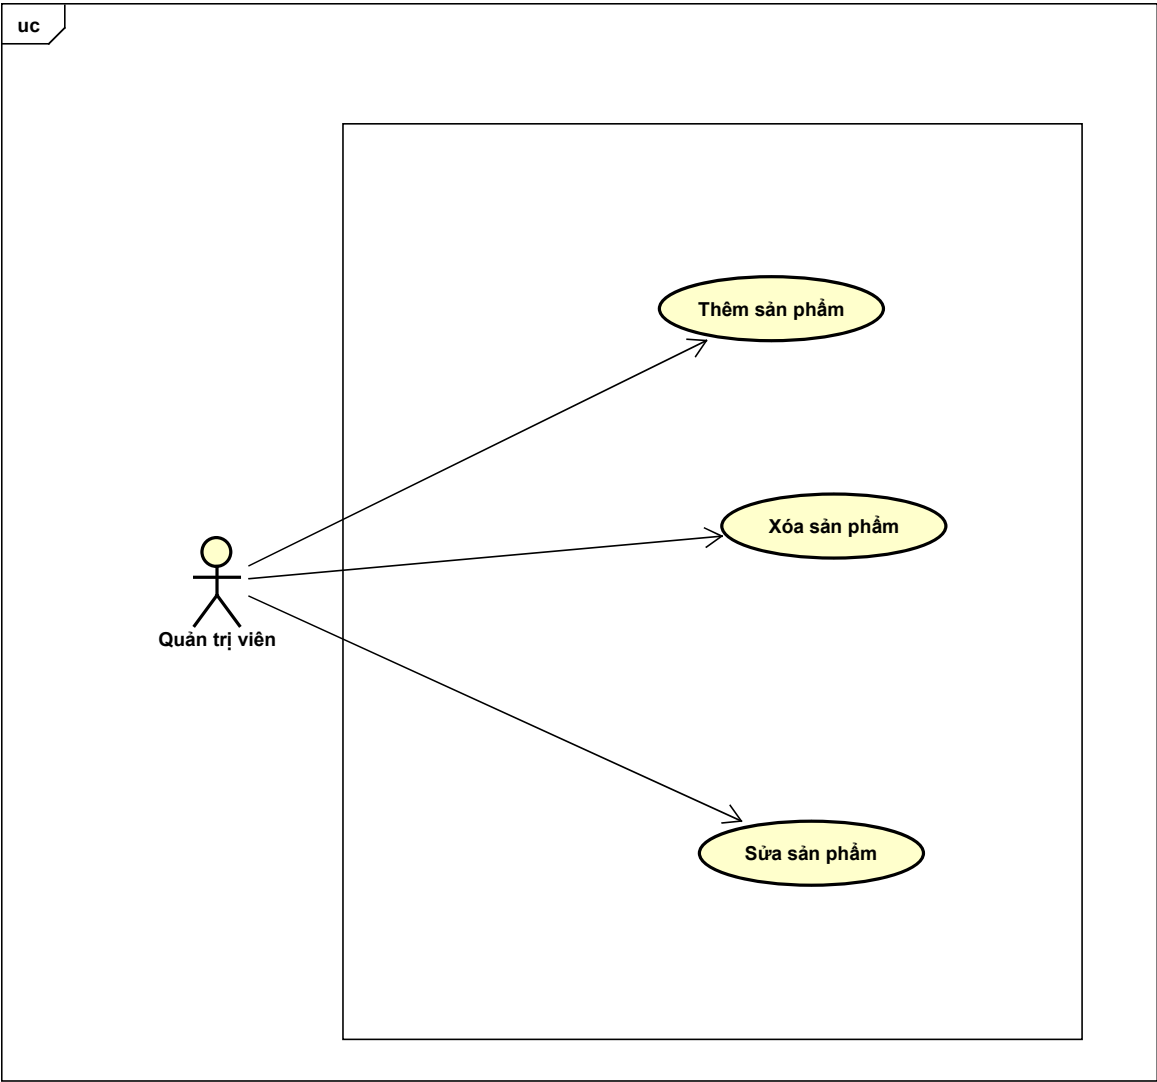 uc
Thêm sản phẩm
Xóa sản phẩm
Quản trị viên
Sửa sản phẩm